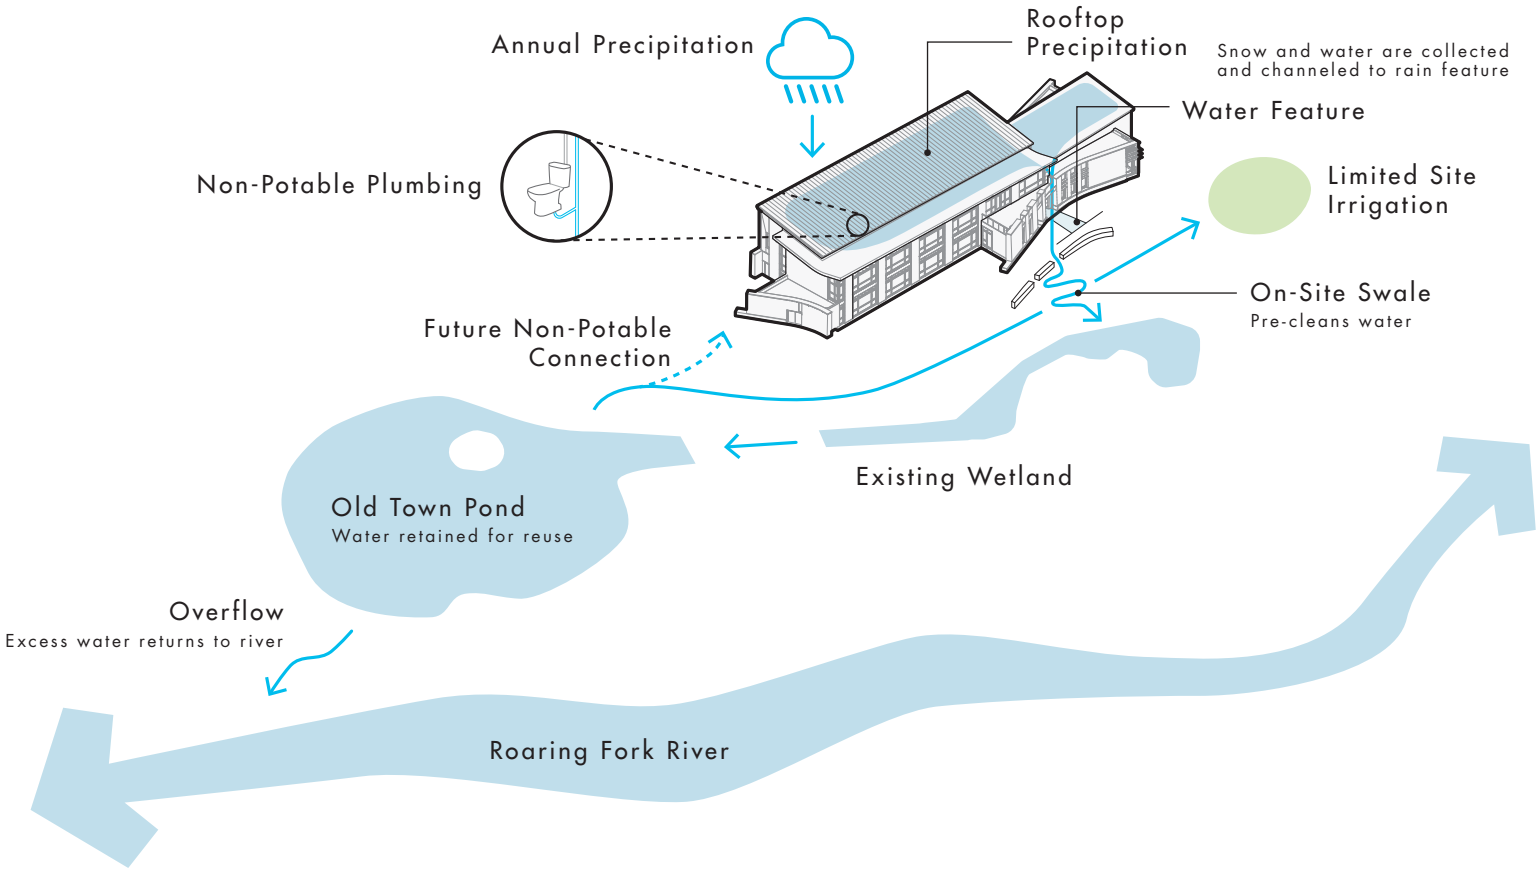 Rooftop
Precipitation
Annual Precipitation
Snow and water are collected
and channeled to rain feature
Water Feature
Non-Potable Plumbing
Limited Site
Irrigation
On-Site Swale
Pre-cleans water
Future Non-Potable
Connection
Existing Wetland
Old Town Pond
Water retained for reuse
Overflow
Excess water returns to river
Roaring Fork River